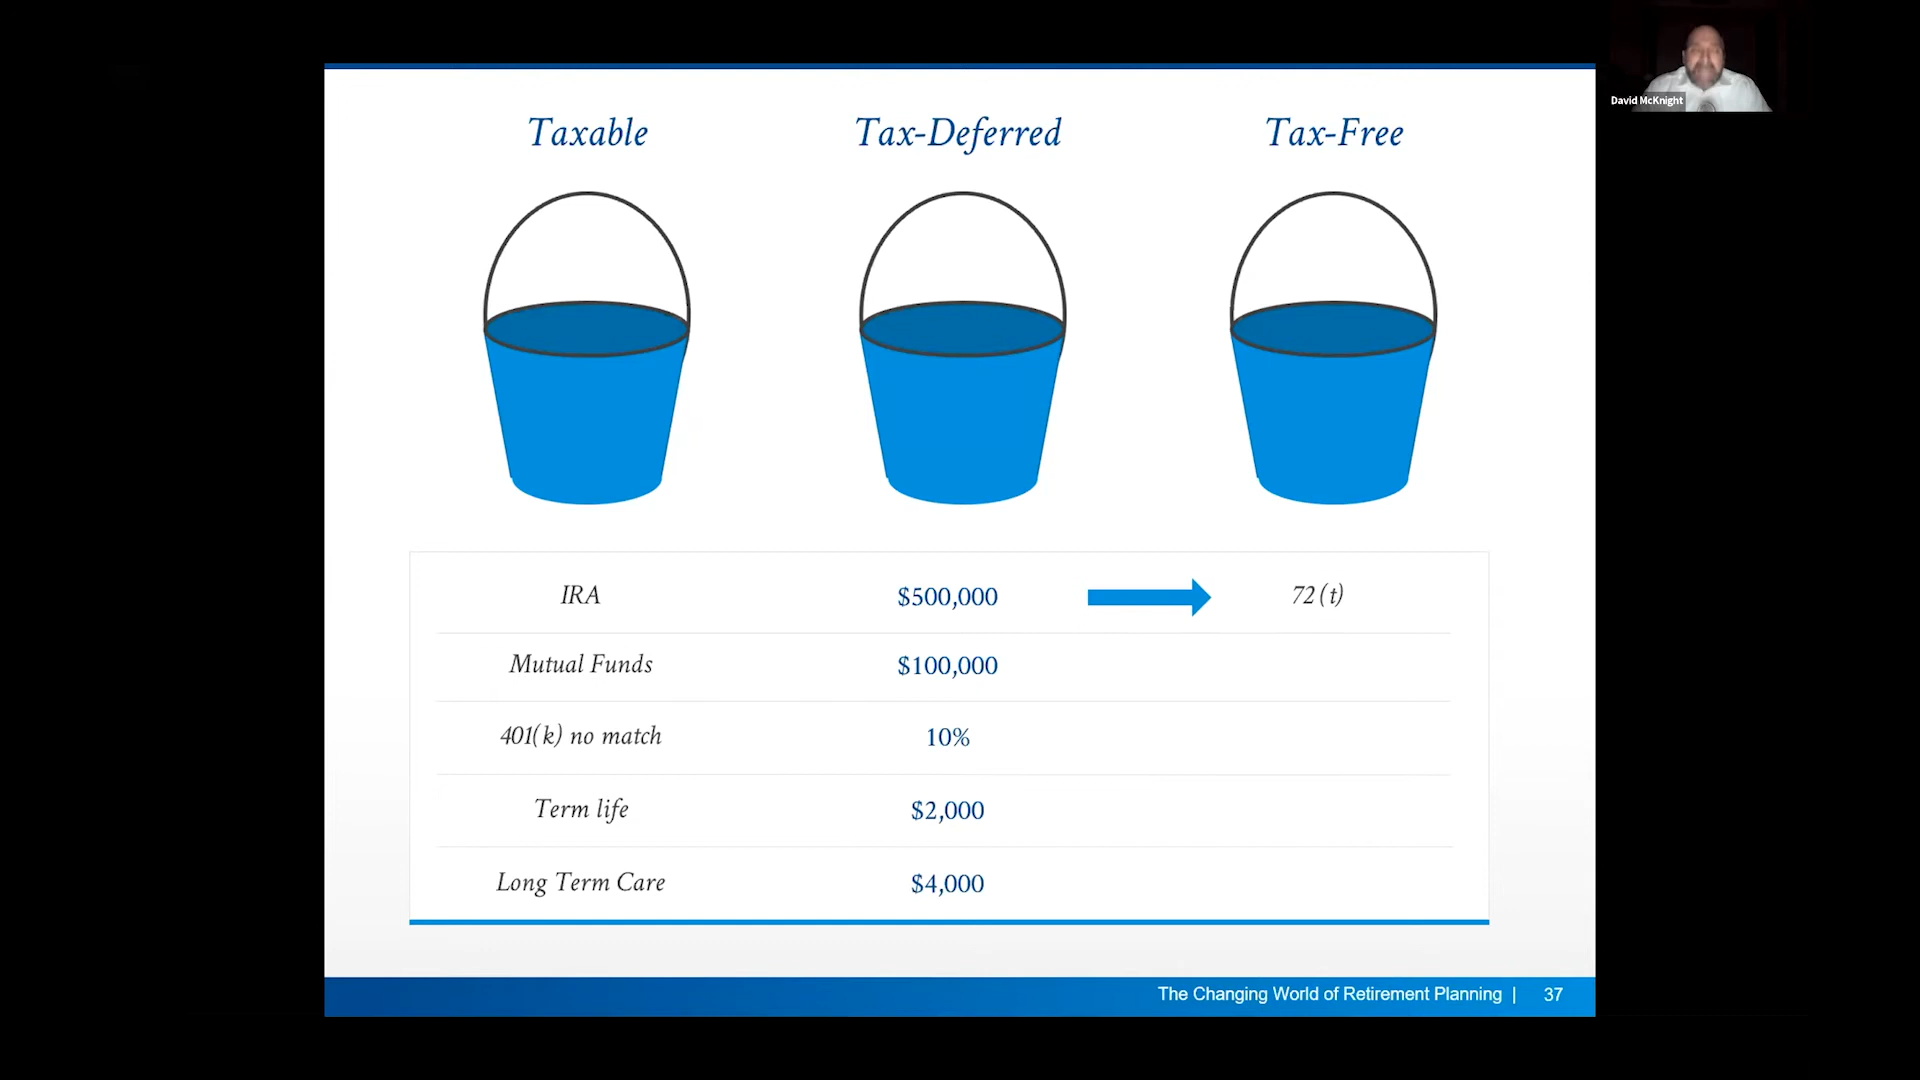 David McKnight
Taxable Tax-Deferred Tax-Free
IRA $500,000 72(t)
Mutual Funds $100,000
401(k) no match 10%
Term life $2,000
Long Term Care $4,000
The Changing World of Retirement Planning | 37